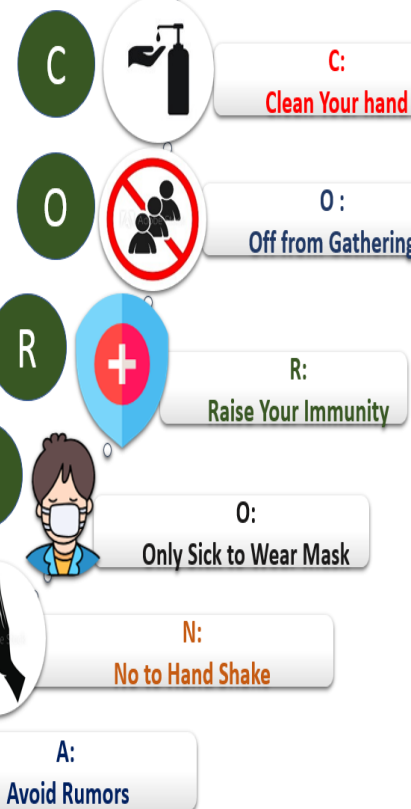 C
C:
Clean Your hand
O
O :
Off from Gathering
R
R:
Raise Your Immunity
O:
Only Sick to Wear Mask
N:
No to Hand Shake
A:
Avoid Rumors